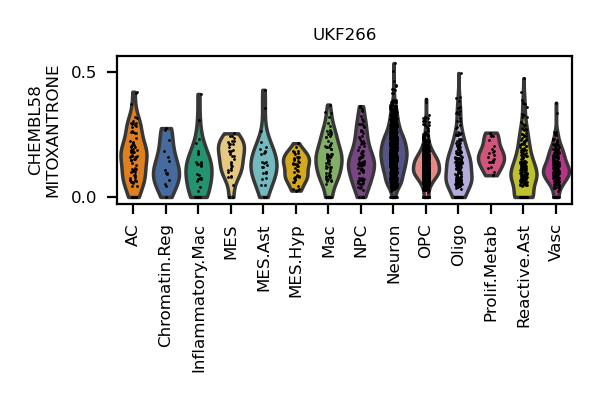 UKF266
CHEMBL58
MITOXANTRONE
0.5
0.0
AC
Chromatin.Reg
Inflammatory.Mac
MES
MES.Ast
MES.Hyp
Mac
NPC
Neuron
OPC
Oligo
Prolif.Metab
Reactive.Ast
Vasc